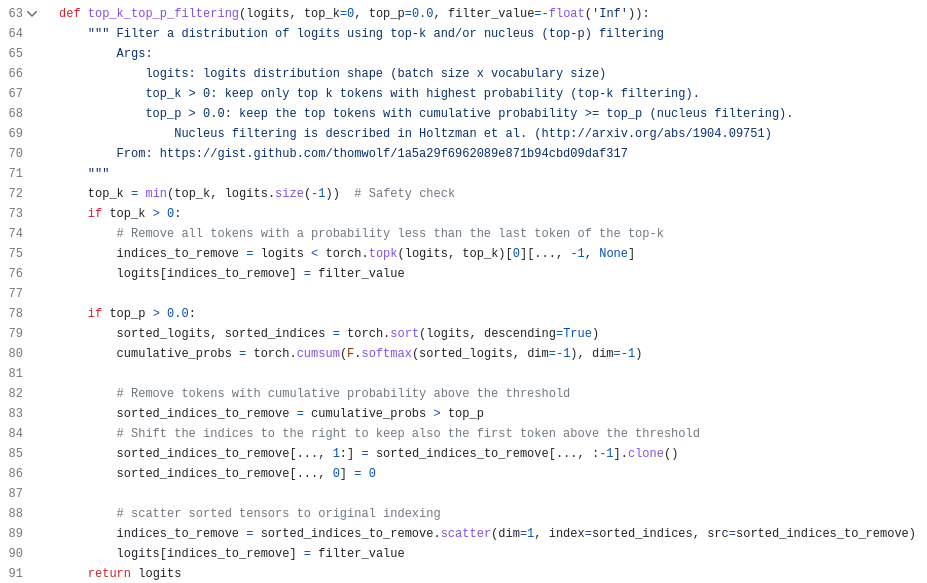 63 def top_k_top_p_filtering(logits, top_k=0, top_p=0.0, filter_value=-float('Inf')):
64     """ Filter a distribution of logits using top-k and/or nucleus (top-p) filtering
65         Args:
66             logits: logits distribution shape (batch size x vocabulary size)
67             top_k > 0: keep only top k tokens with highest probability (top-k filtering).
68             top_p > 0.0: keep the top tokens with cumulative probability >= top_p (nucleus filtering).
69                 Nucleus filtering is described in Holtzman et al. (http://arxiv.org/abs/1904.09751)
70         From: https://gist.github.com/thomwolf/1a5a29f6962089e871b94cbd09daf317
71     """
72     top_k = min(top_k, logits.size(-1))  # Safety check
73     if top_k > 0:
74         # Remove all tokens with a probability less than the last token of the top-k
75         indices_to_remove = logits < torch.topk(logits, top_k)[0][..., -1, None]
76         logits[indices_to_remove] = filter_value
77
78     if top_p > 0.0:
79         sorted_logits, sorted_indices = torch.sort(logits, descending=True)
80         cumulative_probs = torch.cumsum(F.softmax(sorted_logits, dim=-1), dim=-1)
81
82         # Remove tokens with cumulative probability above the threshold
83         sorted_indices_to_remove = cumulative_probs > top_p
84         # Shift the indices to the right to keep also the first token above the threshold
85         sorted_indices_to_remove[..., 1:] = sorted_indices_to_remove[..., :-1].clone()
86         sorted_indices_to_remove[..., 0] = 0
87
88         # scatter sorted tensors to original indexing
89         indices_to_remove = sorted_indices_to_remove.scatter(dim=1, index=sorted_indices, src=sorted_indices_to_remove)
90         logits[indices_to_remove] = filter_value
91     return logits